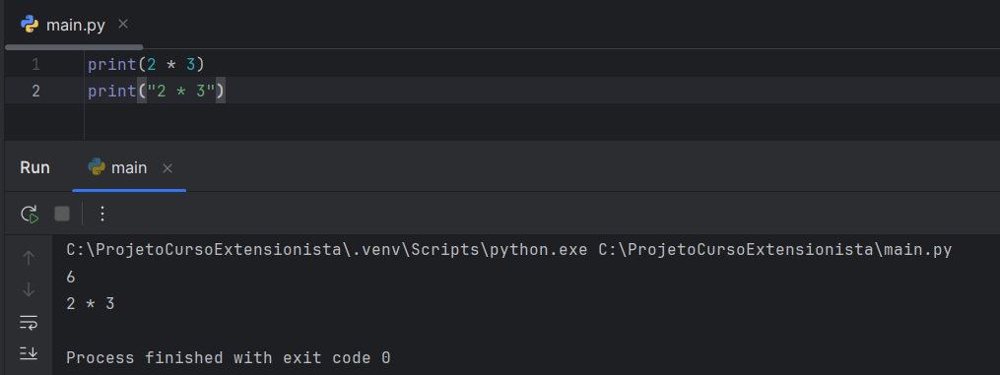 main.py
1 print(2 * 3)
2 print("2 * 3")
Run main
C:\ProjetoCursoExtensionista\.venv\Scripts\python.exe C:\ProjetoCursoExtensionista\main.py
6
2 * 3
Process finished with exit code 0